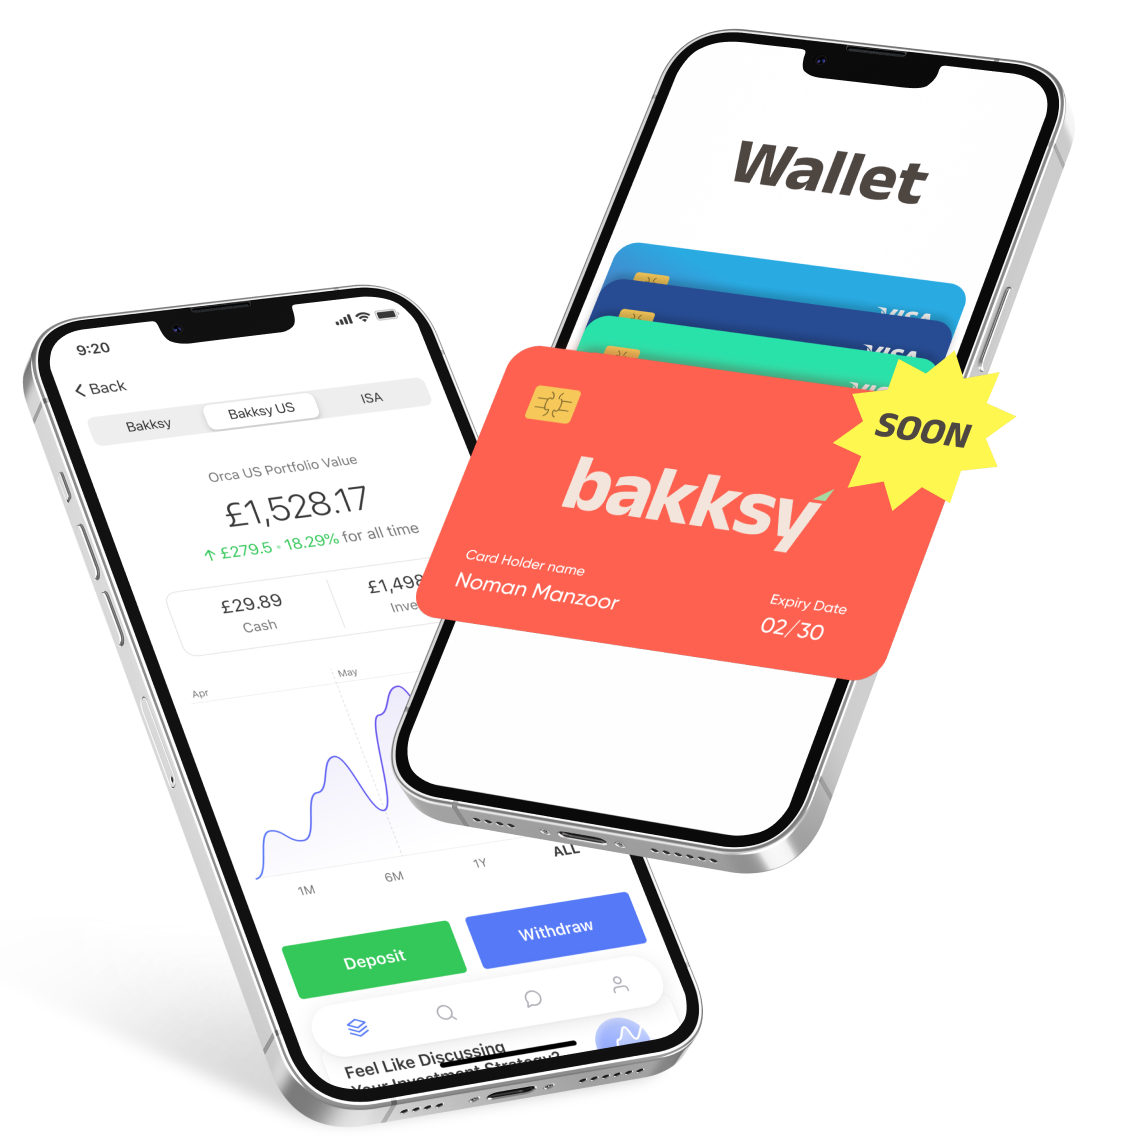 Wallet
VISA
VISA
VISA
SOON
bakksy
Card Holder name
Noman Manzoor
Expiry Date
02/30
9:20
Back
Bakksy
Bakksy US
ISA
Orca US Portfolio Value
£1,528.17
£279.5 • 18.29% for all time
£29.89
Cash
£1,498
Inve
Apr
May
1M
6M
1Y
ALL
Deposit
Withdraw
Feel Like Discussing
Your Investment Strategy?